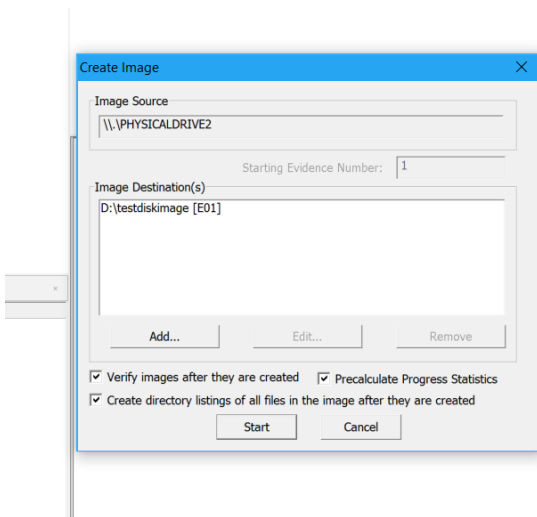 Create Image
Image Source
\\.\PHYSICALDRIVE2
Starting Evidence Number: 1
Image Destination(s)
D:\testdiskimage [E01]
Add... Edit... Remove
Verify images after they are created Precalculate Progress Statistics
Create directory listings of all files in the image after they are created
Start Cancel